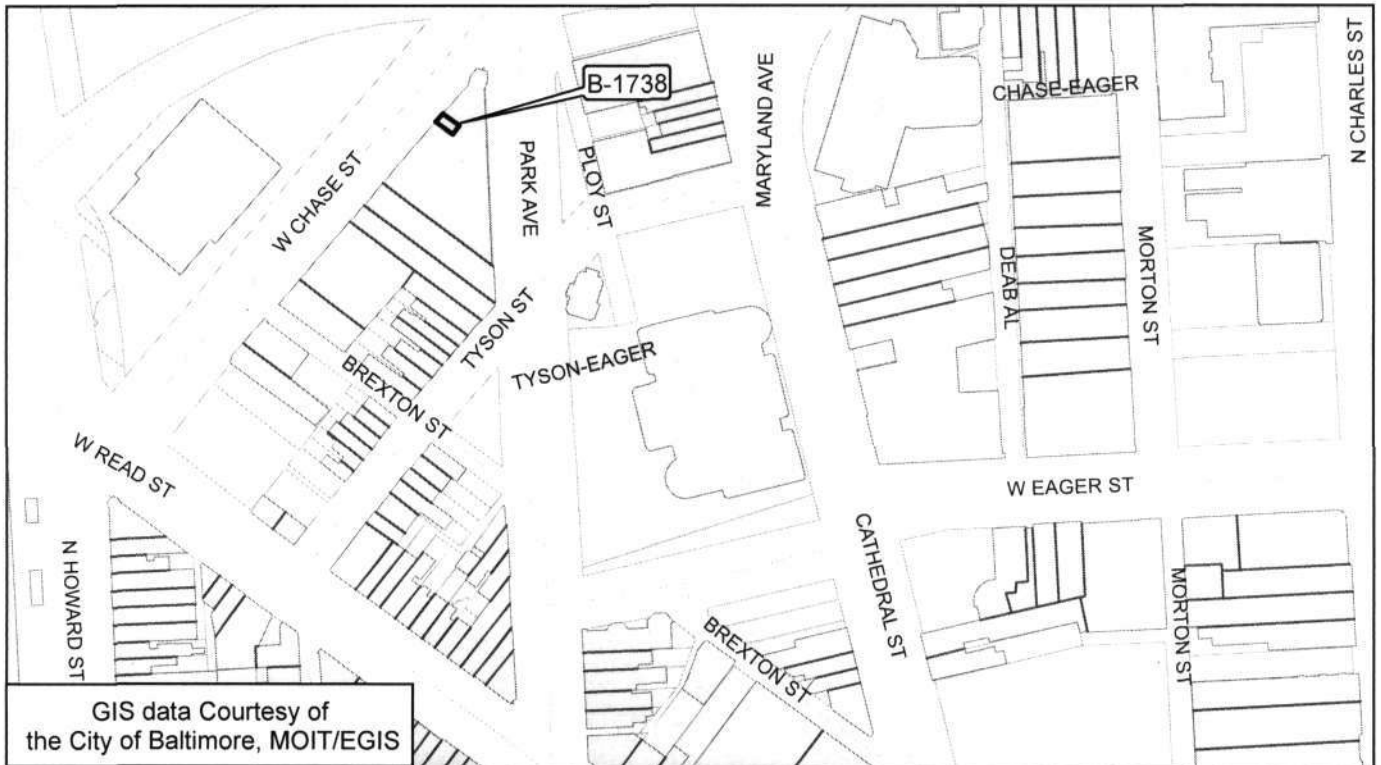 B-1738
CHASE-EAGER
N CHARLES ST
MARYLAND AVE
PLOY ST
PARK AVE
W CHASE ST
DEABAL
MORTON ST
TYSON ST
TYSON-EAGER
BREXTON ST
W READ ST
W EAGER ST
N HOWARD ST
CATHEDRAL ST
MORTON ST
BREXTON ST
GIS data Courtesy of
the City of Baltimore, MOIT/EGIS